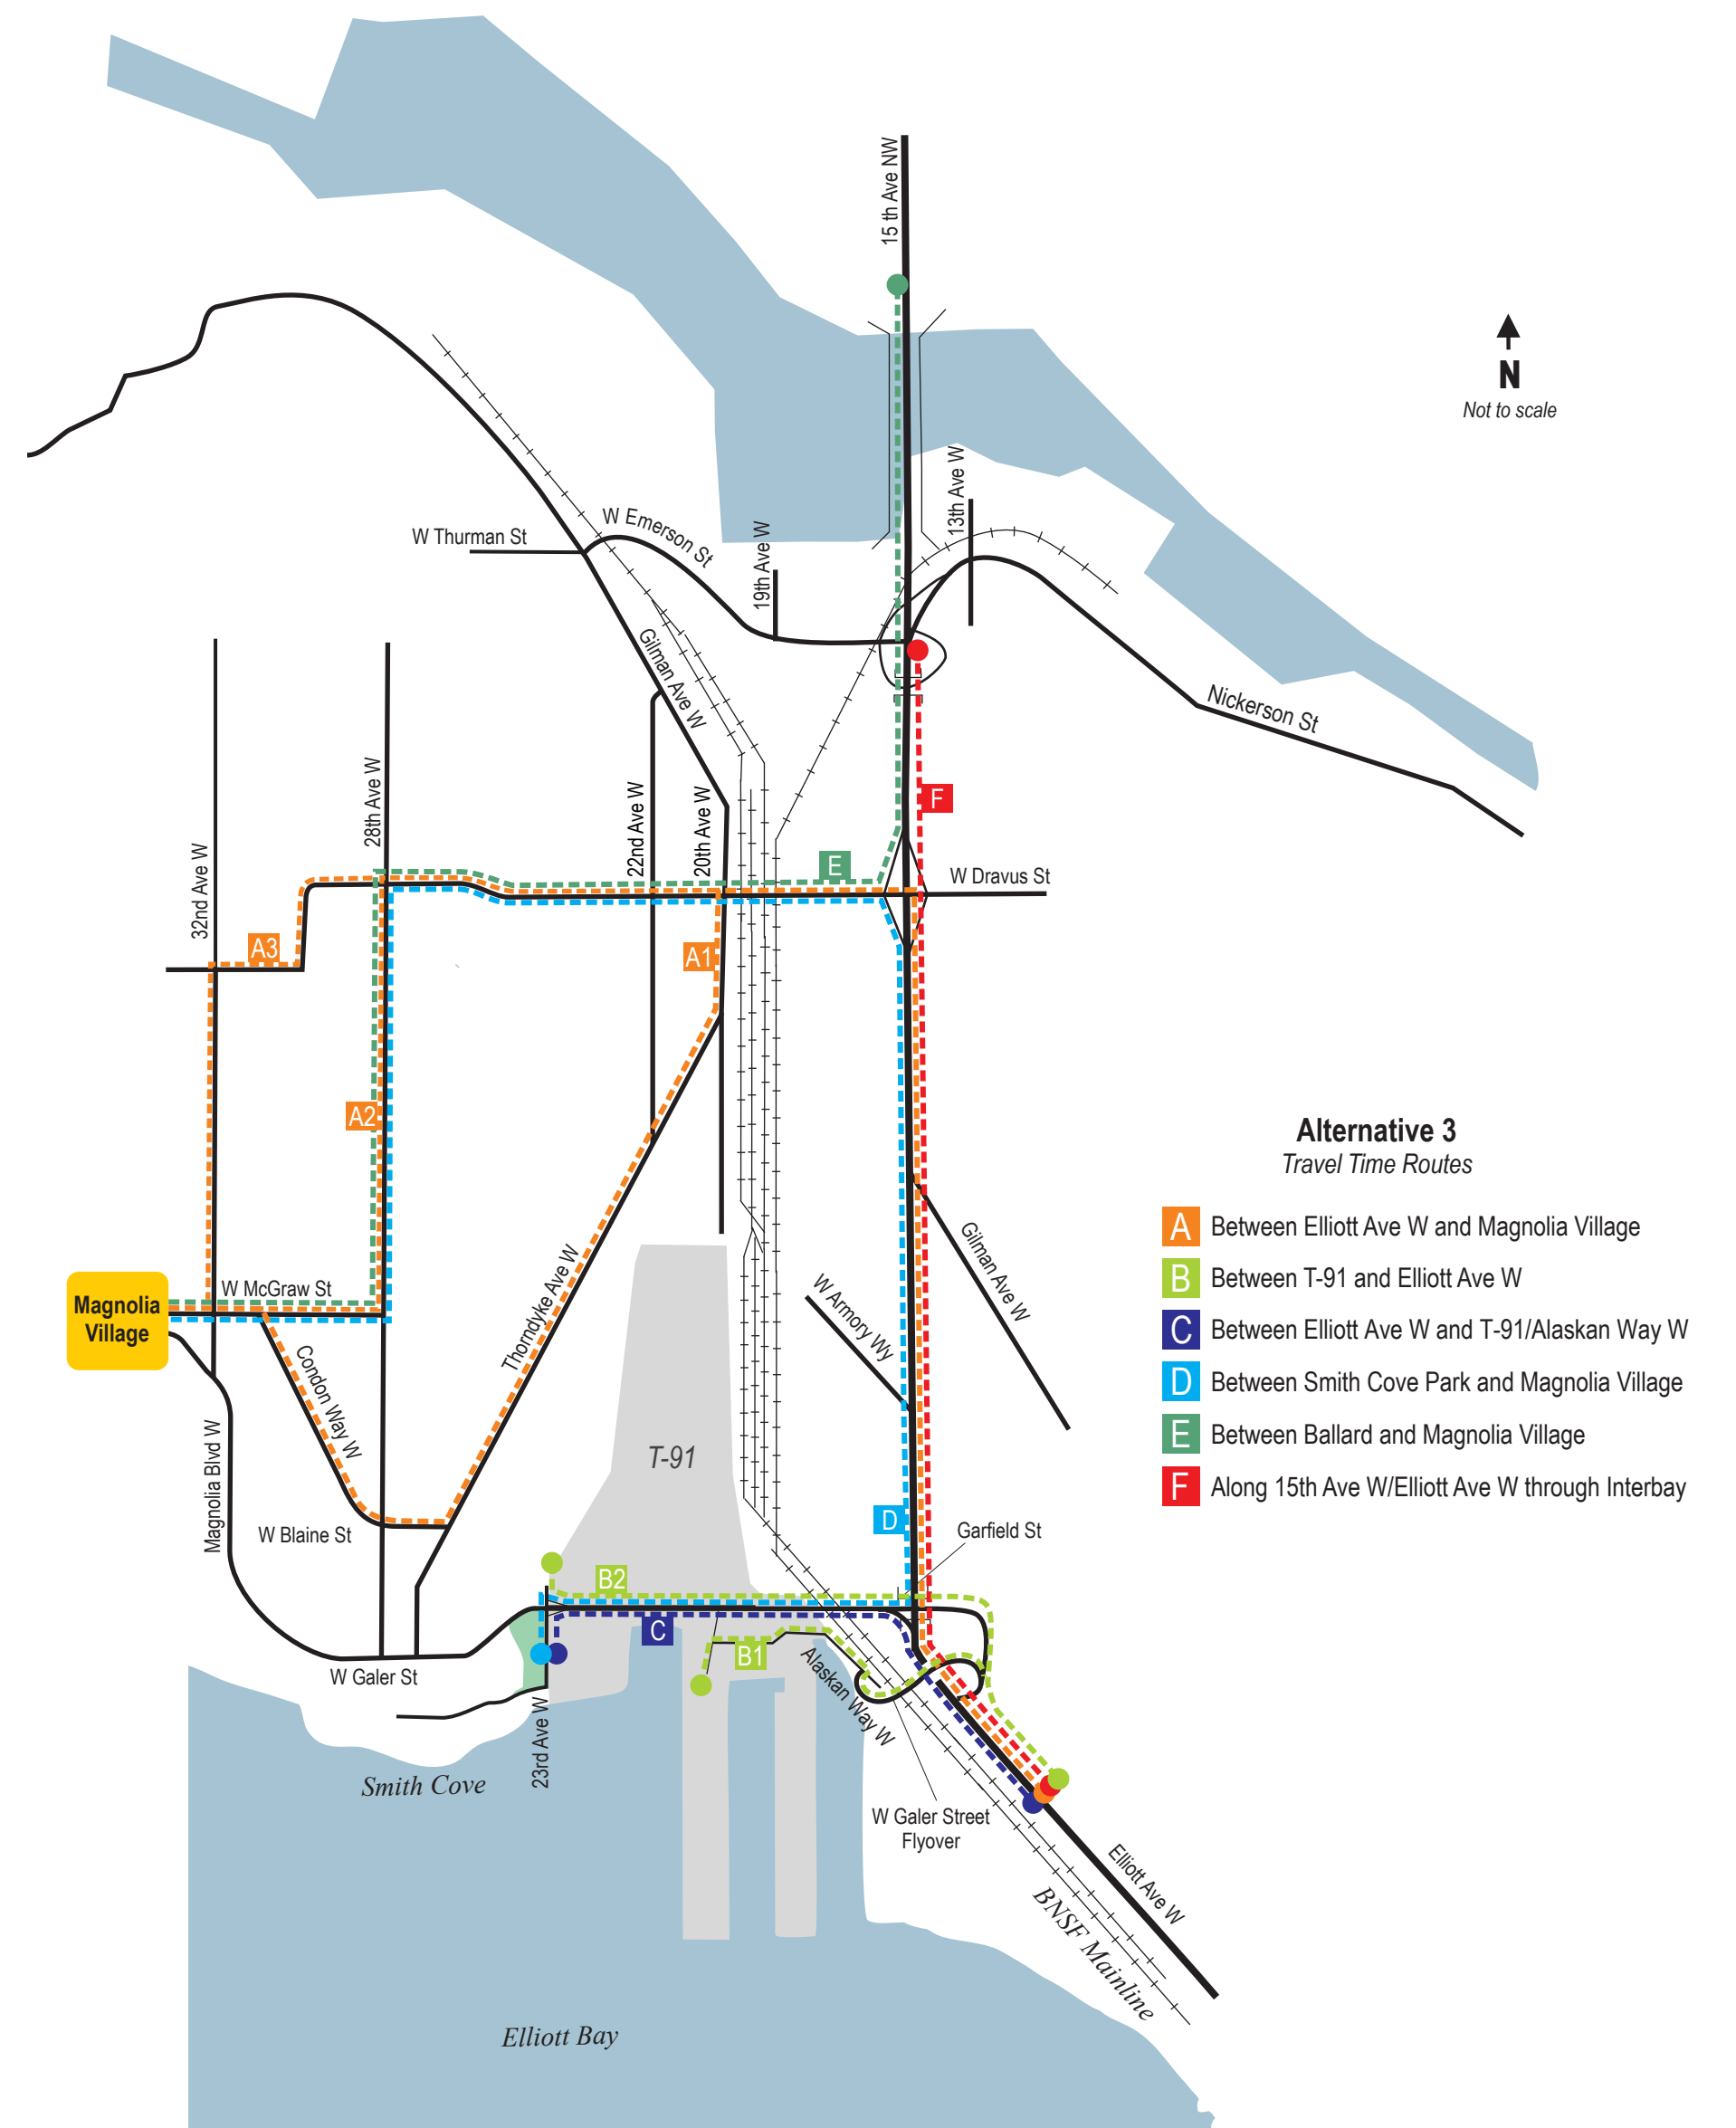 15 th Ave NW
N
Not to scale
13th Ave W
W Thurman St
W Emerson St
19th Ave W
Gilman Ave W
Nickerson St
28th Ave W
22nd Ave W
20th Ave W
F
32nd Ave W
E
W Dravus St
A3
A1
A2
Alternative 3
Travel Time Routes
A Between Elliott Ave W and Magnolia Village
B Between T-91 and Elliott Ave W
C Between Elliott Ave W and T-91/Alaskan Way W
D Between Smith Cove Park and Magnolia Village
E Between Ballard and Magnolia Village
F Along 15th Ave W/Elliott Ave W through Interbay
Gilman Ave W
W McGraw St
Magnolia
Village
Thorndyke Ave W
W Armory Wy
Condon Way W
Magnolia Blvd W
T-91
D
W Blaine St
Garfield St
B2
C
B1
W Galer St
Alaskan Way W
23rd Ave W
Smith Cove
W Galer Street
Flyover
Elliott Ave W
BNSF Mainline
Elliott Bay